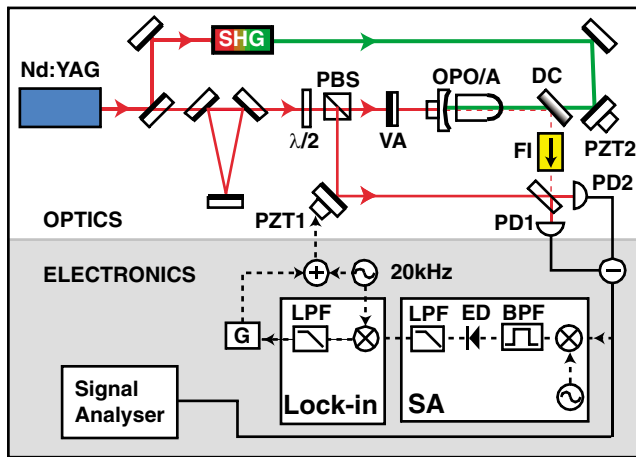 Nd:YAG
SHG
PBS
OPO/A
DC
λ/2
VA
FI
PZT2
PD2
OPTICS
PZT1
PD1
ELECTRONICS
20kHz
LPF
LPF
ED
BPF
G
Signal
Analyser
Lock-in
SA